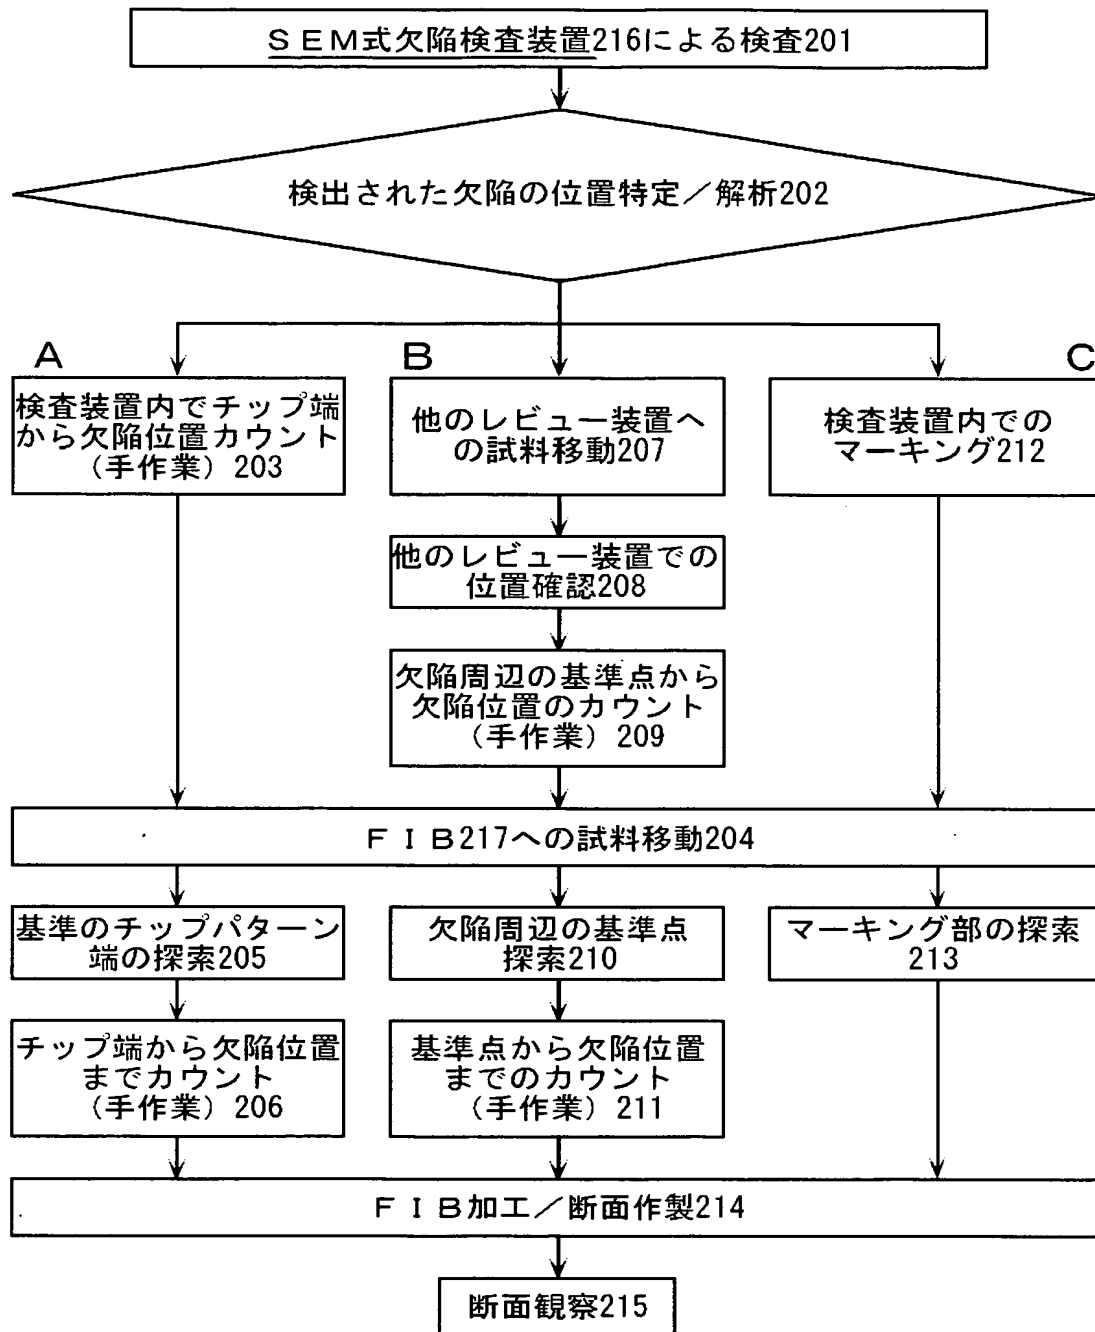 ＳＥＭ式欠陥検査装置216による検査201
検出された欠陥の位置特定／解析202
A
B
C
検査装置内でチップ端
から欠陥位置カウント
（手作業）203
他のレビュー装置へ
の試料移動207
検査装置内での
マーキング212
他のレビュー装置での
位置確認208
欠陥周辺の基準点から
欠陥位置のカウント
（手作業）209
ＦＩＢ217への試料移動204
基準のチップパターン
端の探索205
欠陥周辺の基準点
探索210
マーキング部の探索
213
チップ端から欠陥位置
までカウント
（手作業）206
基準点から欠陥位置
までのカウント
（手作業）211
ＦＩＢ加工／断面作製214
断面観察215